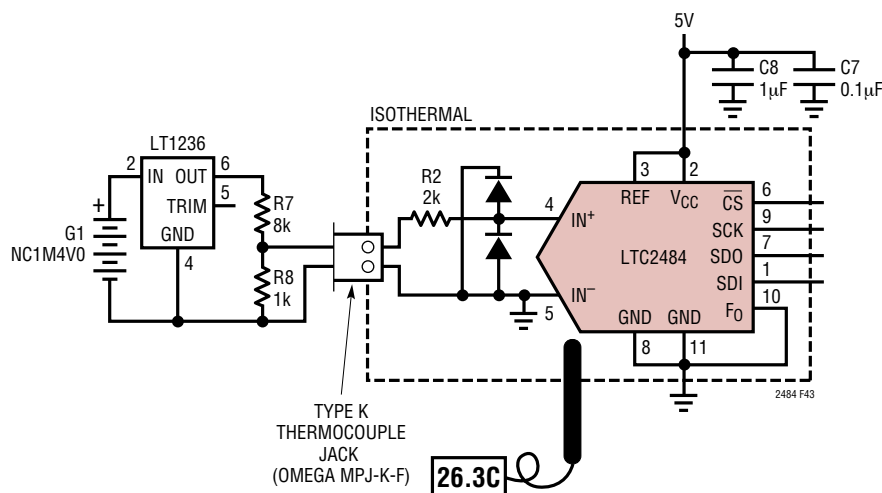 5V
C8
1µF
C7
0.1µF
ISOTHERMAL
LT1236
2
IN
OUT
6
TRIM
5
GND
4
+
G1
NC1M4V0
R7
8k
R8
1k
R2
2k
3
2
REF
VCC
4
IN+
IN–
5
LTC2484
CS
6
SCK
9
SDO
7
SDI
1
FO
10
GND
GND
8
11
2484 F43
TYPE K
THERMOCOUPLE
JACK
(OMEGA MPJ-K-F)
26.3C